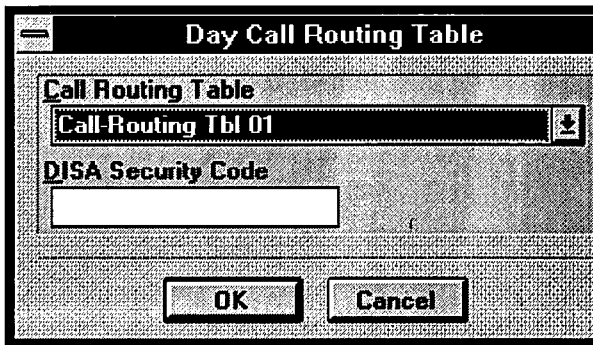 Day Call Routing Table
Call Routing Table
Call-Routing Tbl 01
DISA Security Code
OK Cancel